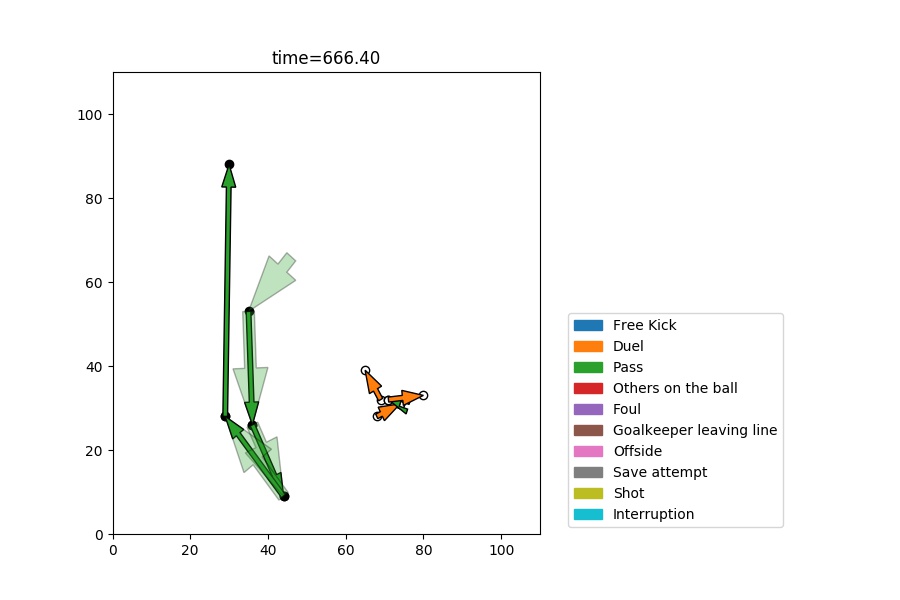 time=666.40
100
80
60
40
20
0
0 20 40 60 80 100
Free Kick
Duel
Pass
Others on the ball
Foul
Goalkeeper leaving line
Offside
Save attempt
Shot
Interruption